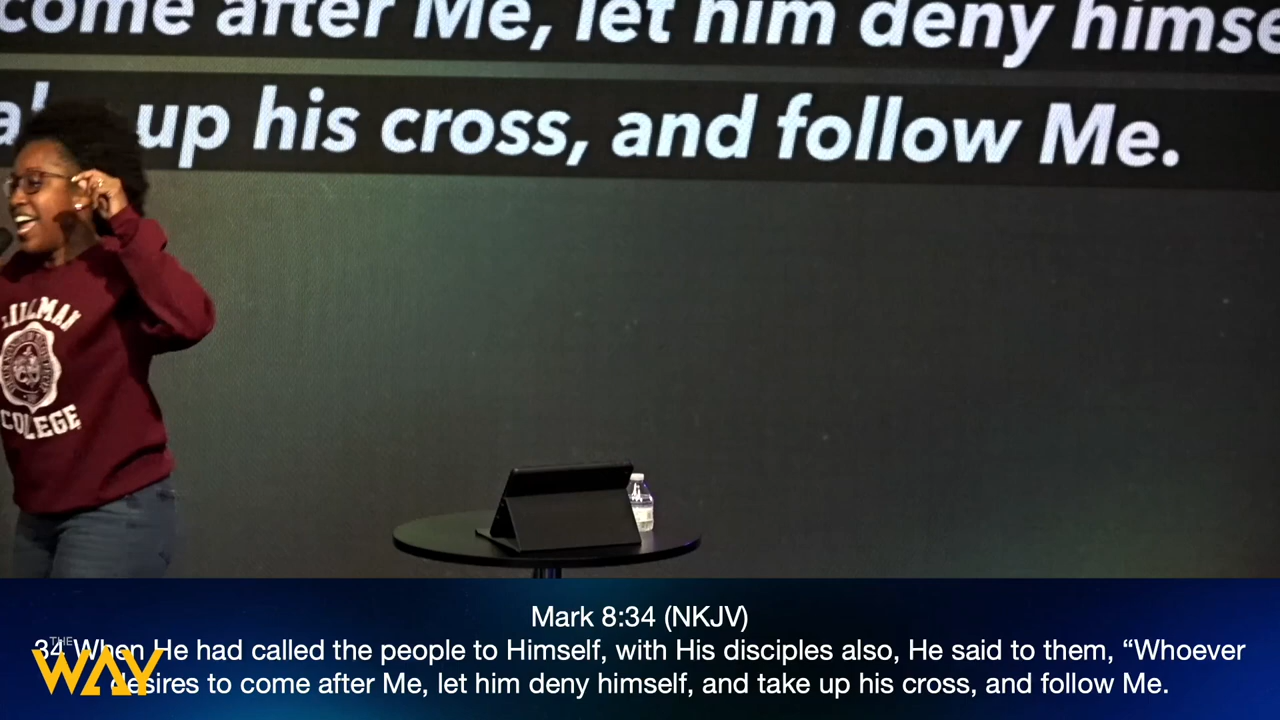 come after Me, let him deny himse
up his cross, and follow Me.
HILLMAN
COLLEGE
Mark 8:34 (NKJV)
34 When He had called the people to Himself, with His disciples also, He said to them, “Whoever
desires to come after Me, let him deny himself, and take up his cross, and follow Me.
THE
WAY